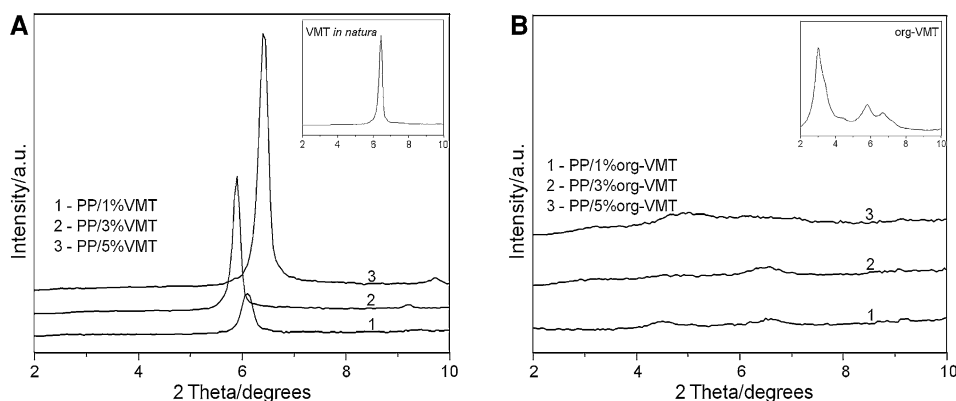 A
VMT in natura
2 4 6 8 10
Intensity/a.u.
1 - PP/1%VMT
2 - PP/3%VMT
3 - PP/5%VMT
3
2
1
2 4 6 8 10
2 Theta/degrees
B
org-VMT
2 4 6 8 10
Intensity/a.u.
1 - PP/1%org-VMT
2 - PP/3%org-VMT
3 - PP/5%org-VMT
3
2
1
2 4 6 8 10
2 Theta/degrees